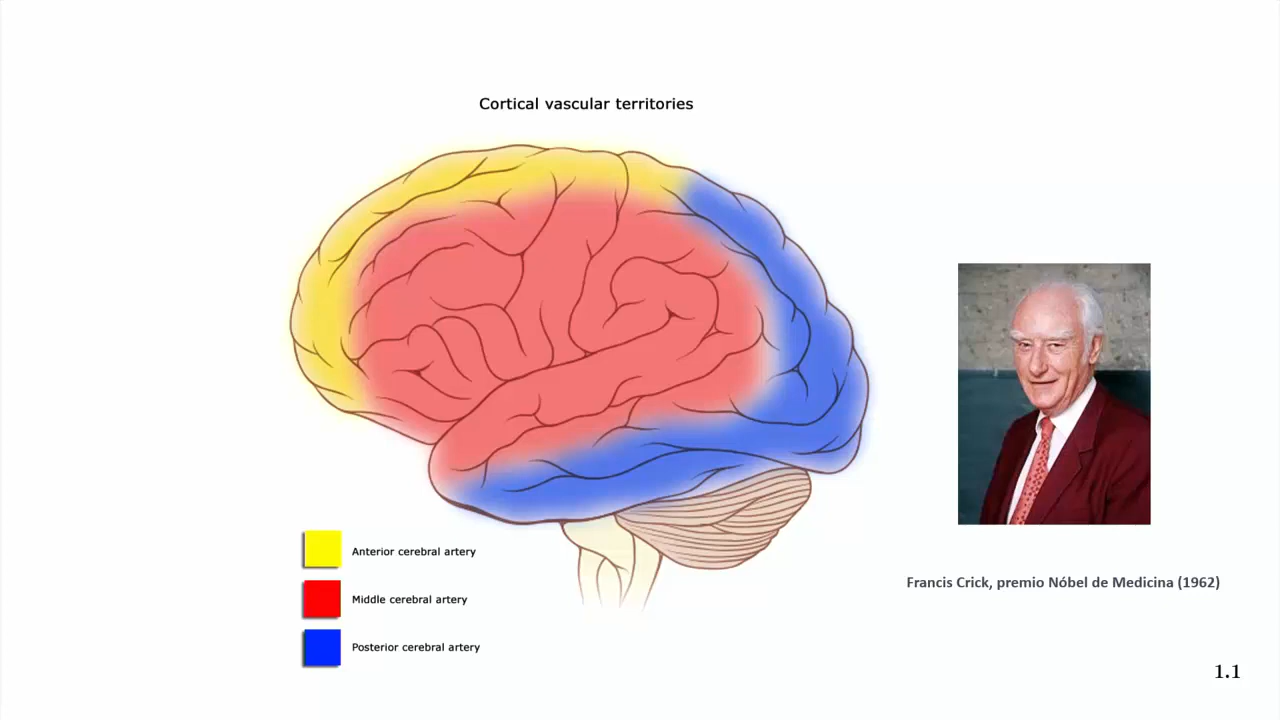 Cortical vascular territories
Anterior cerebral artery
Middle cerebral artery
Posterior cerebral artery
Francis Crick, premio Nóbel de Medicina (1962)
1.1